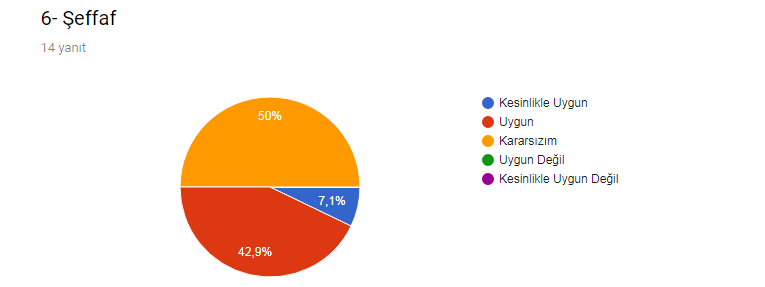 6- Şeffaf
14 yanıt
50%
7,1%
42,9%
Kesinlikle Uygun
Uygun
Kararsızım
Uygun Değil
Kesinlikle Uygun Değil